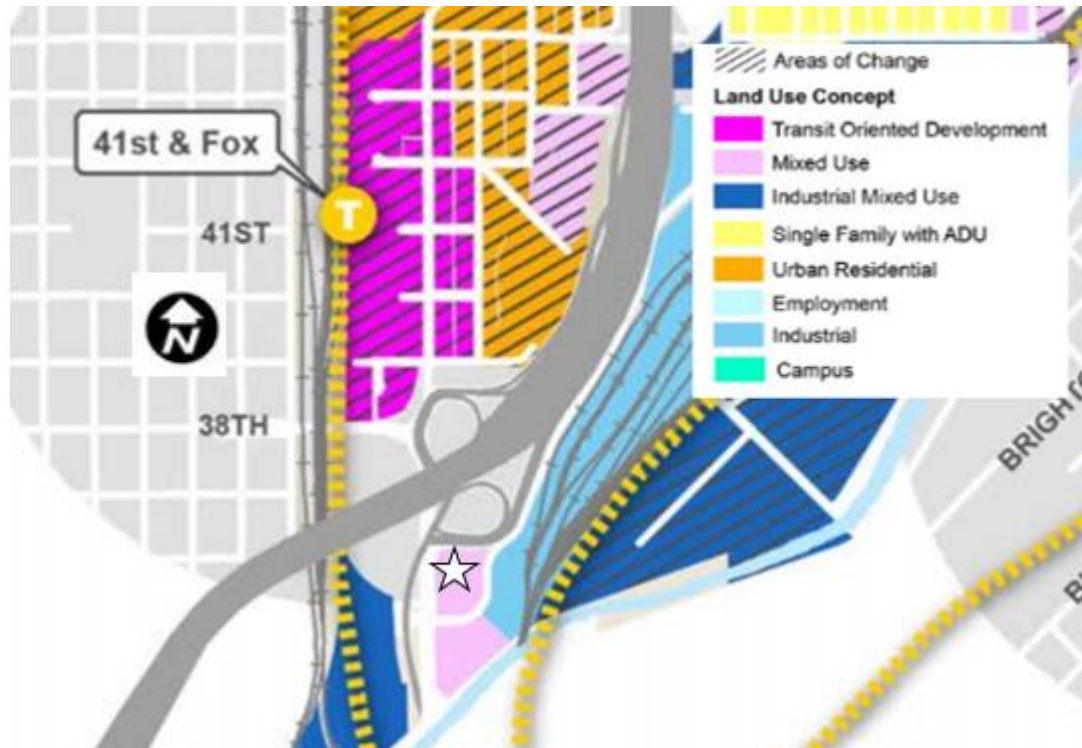 41st & Fox
T
41ST
N
38TH
Areas of Change
Land Use Concept
Transit Oriented Development
Mixed Use
Industrial Mixed Use
Single Family with ADU
Urban Residential
Employment
Industrial
Campus